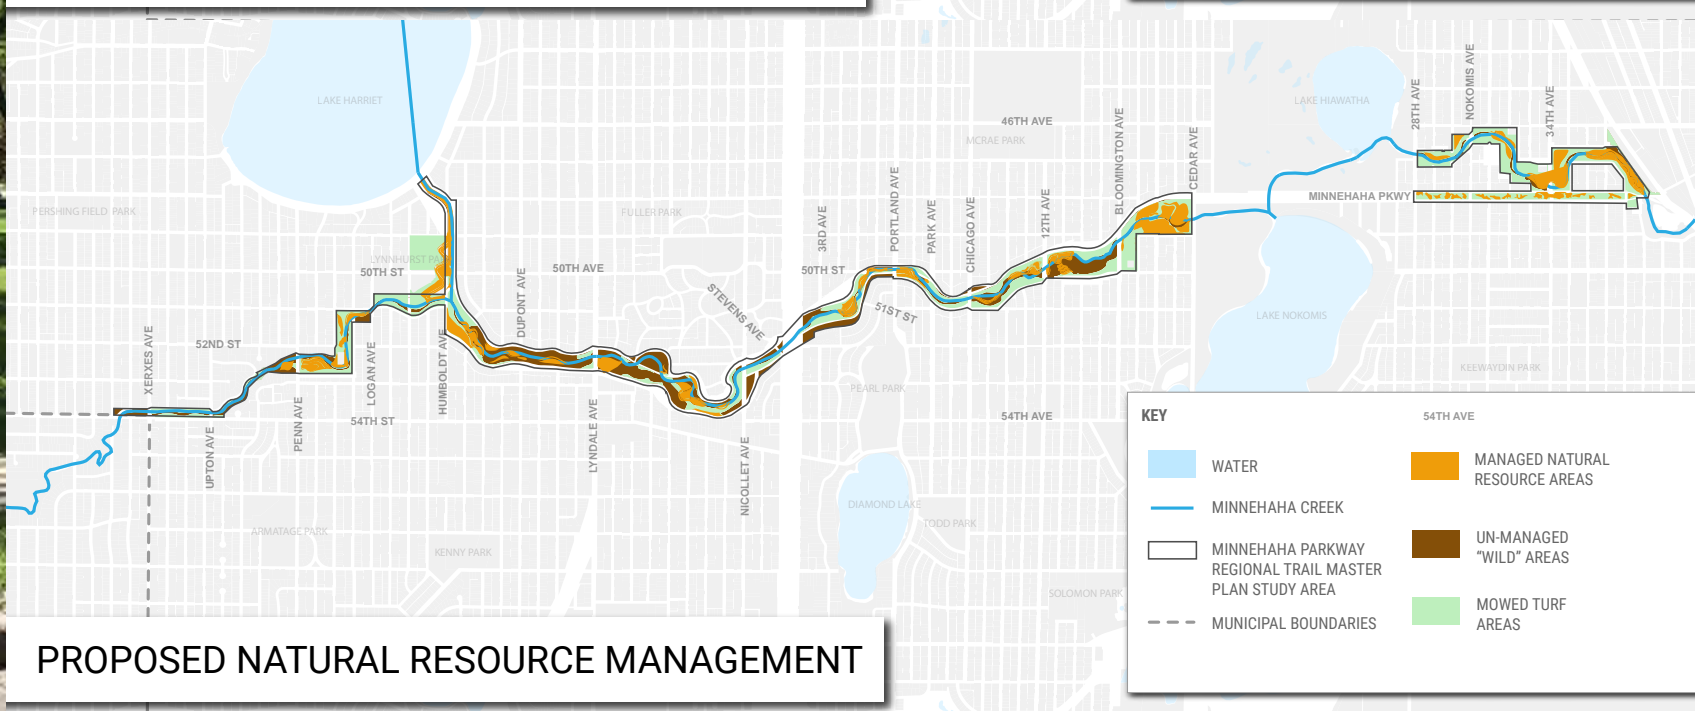 NOKOMIS AVE
28TH AVE
34TH AVE
LAKE HARRIET
LAKE HIAWATHA
46TH AVE
MCRAE PARK
BLOOMINGTON AVE
CEDAR AVE
MINNEHAHA PKWY
PERSHING FIELD PARK
FULLER PARK
3RD AVE
PORTLAND AVE
PARK AVE
CHICAGO AVE
12TH AVE
LYNNHURST PA
50TH ST
50TH AVE
50TH ST
DUPONT AVE
STEVENS AVE
51ST ST
LAKE NOKOMIS
XERXES AVE
52ND ST
LOGAN AVE
HUMBOLDT AVE
KEEWAYDIN PARK
PEARL PARK
PENN AVE
54TH ST
54TH AVE
54TH AVE
UPTON AVE
LYNDALE AVE
NICOLLET AVE
DIAMOND LAKE
TODD PARK
ARMATAGE PARK
KENNY PARK
SOLOMON PARK
KEY
WATER
MINNEHAHA CREEK
MINNEHAHA PARKWAY
REGIONAL TRAIL MASTER
PLAN STUDY AREA
MUNICIPAL BOUNDARIES
MANAGED NATURAL
RESOURCE AREAS
UN-MANAGED
“WILD” AREAS
MOWED TURF
AREAS
PROPOSED NATURAL RESOURCE MANAGEMENT